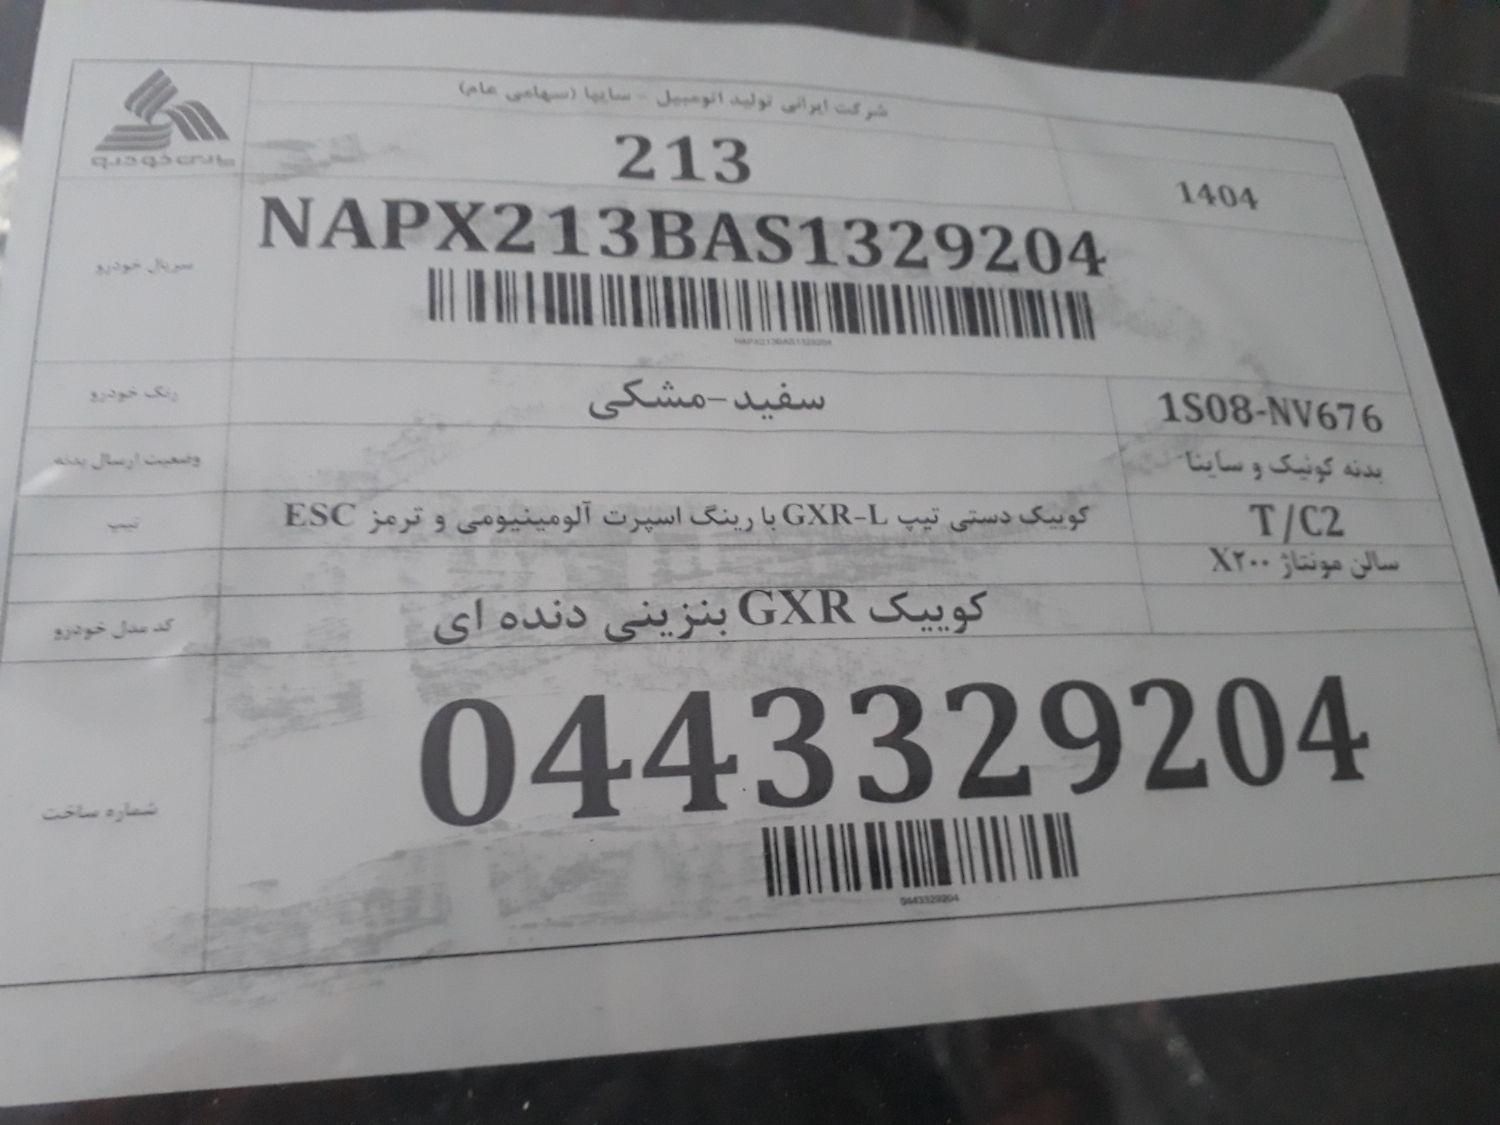 شرکت ایرانی تولید اتومبیل - سایپا (سهامی عام)
پارس خودرو
213
1404
سریال خودرو
NAPX213BAS1329204
NAPX213BAS1329204
رنگ خودرو
سفید-مشکی
1S08-NV676
وضعیت ارسال بدنه
بدنه کوئیک و ساینا
تیپ
کوییک دستی تیپ GXR-L با رینگ اسپرت آلومینیومی و ترمز ESC
T/C2
سالن مونتاژ X۲۰۰
کد مدل خودرو
کوییک GXR بنزینی دنده ای
شماره ساخت
0443329204
0443329204